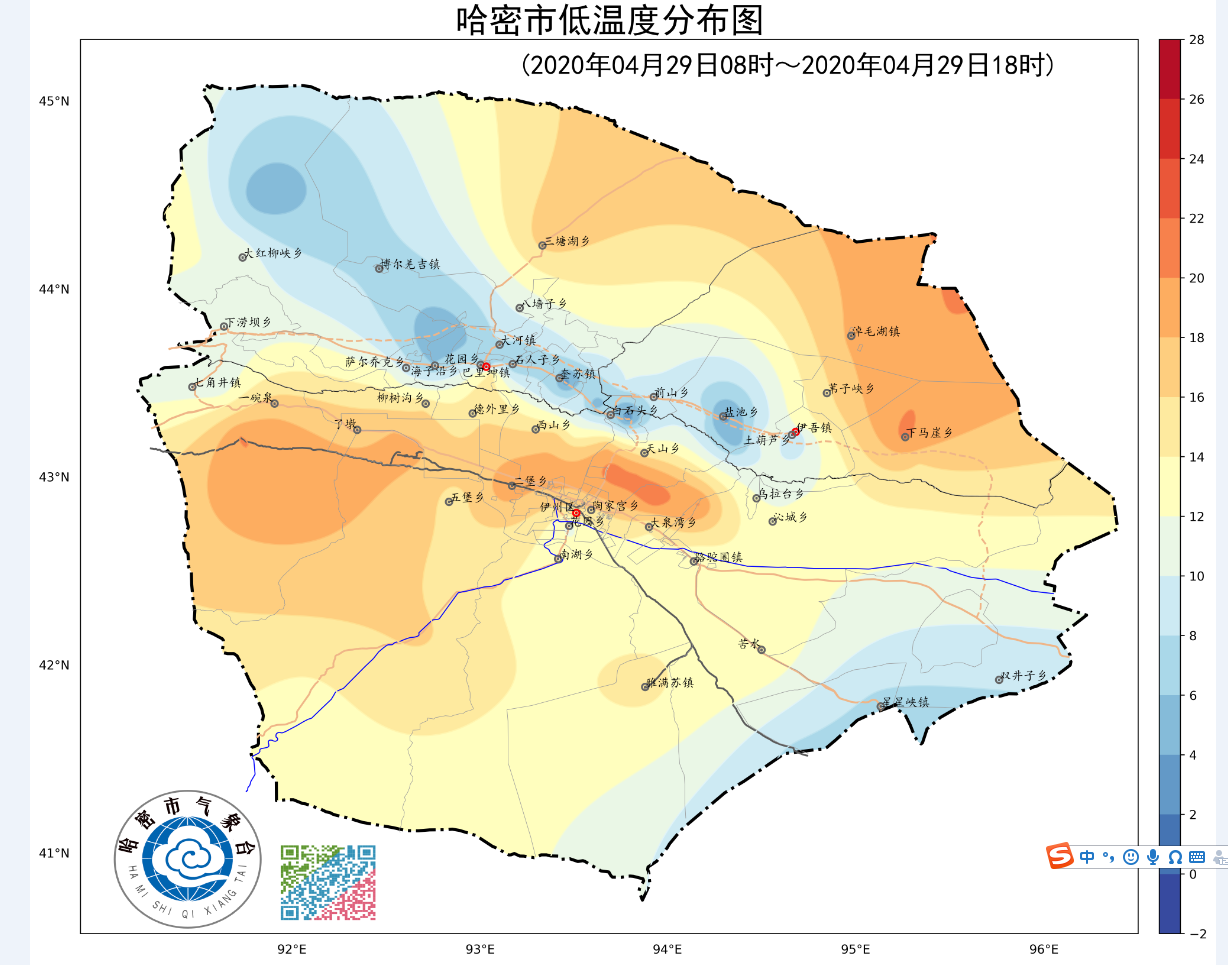 哈密市低温度分布图
(2020年04月29日08时～2020年04月29日18时)
28
45°N
26
24
22
三塘湖乡
大红柳峡乡
博尔羌吉镇
20
44°N
八墙子乡
下涝坝乡
淖毛湖镇
18
大河镇
萨尔乔克乡
花园乡
石人子乡
海子沿乡
巴里坤镇
奎苏镇
七角井镇
前山乡
苇子峡乡
16
一碗泉
柳树沟乡
德外里乡
白石头乡
盐池乡
了墩
西山乡
伊吾镇
下马崖乡
土葫芦乡
天山乡
14
43°N
二堡乡
五堡乡
乌拉台乡
伊州区
陶家宫乡
12
花园乡
大泉湾乡
沁城乡
南湖乡
骆驼圈镇
10
8
苦水
42°N
双井子乡
雅满苏镇
6
星星峡镇
4
2
哈密市气象台
41°N
中
0
HA MI SHI QI XIANG TAI
−2
92°E
93°E
94°E
95°E
96°E